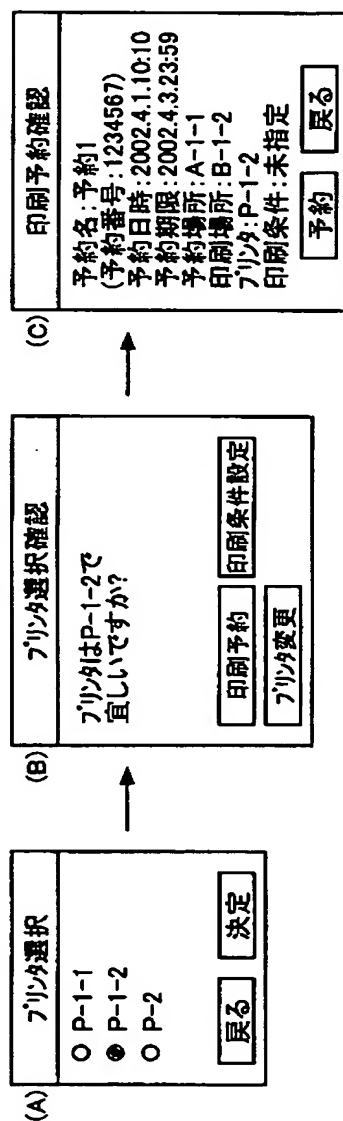 (A)
プリンタ選択
P-1-1
P-1-2
P-2
戻る 決定
(B)
プリンタ選択確認
プリンタはP-1-2で
宜しいですか?
印刷予約 印刷条件設定
プリンタ変更
(C)
印刷予約確認
予約名:予約1
(予約番号:1234567)
予約日時:2002.4.1.10:10
予約期限:2002.4.3.23:59
予約場所:A-1-1
印刷場所:B-1-2
プリンタ:P-1-2
印刷条件:未指定
予約 戻る